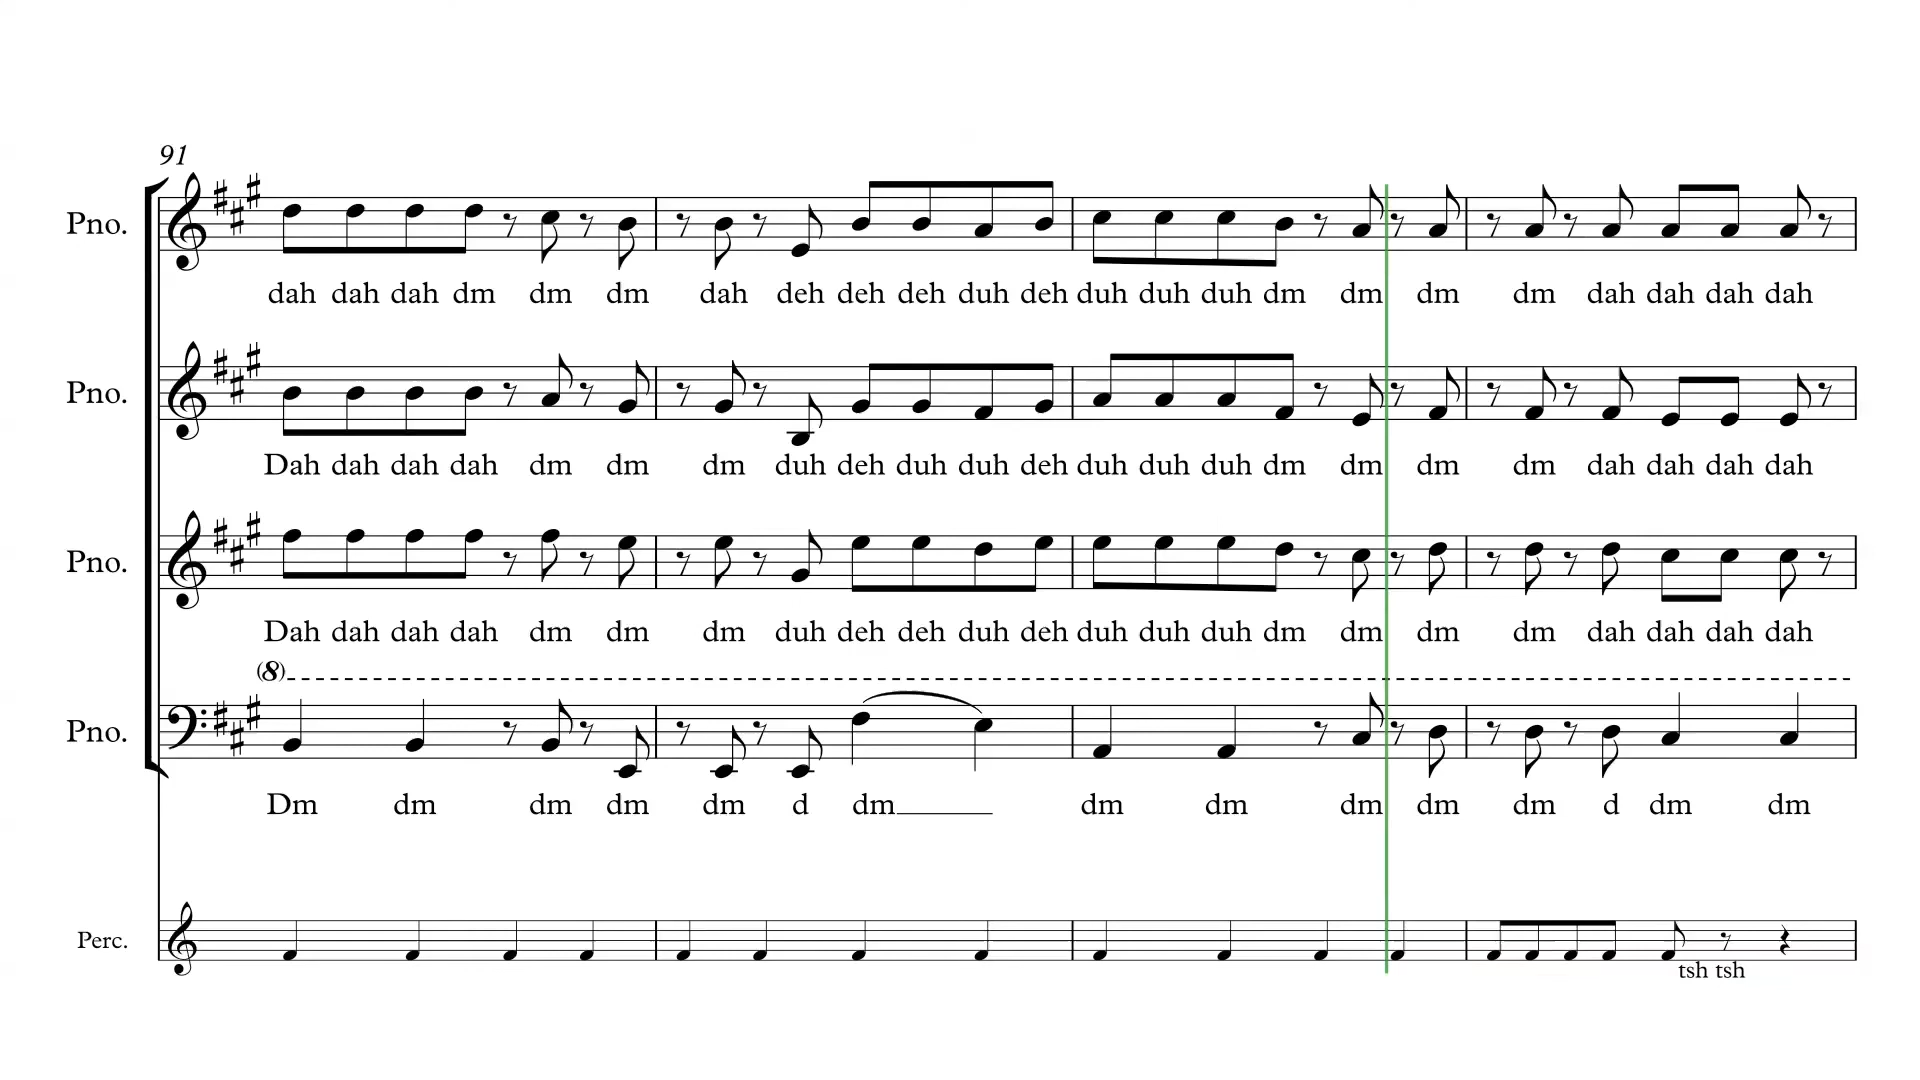 91
Pno.
dah dah dah dm dm dm dah deh deh deh duh deh duh duh duh dm dm dm dm dah dah dah dah
Pno.
Dah dah dah dah dm dm dm duh deh duh duh deh duh duh duh dm dm dm dm dah dah dah dah
Pno.
Dah dah dah dah dm dm dm duh deh deh duh deh duh duh duh dm dm dm dm dah dah dah dah
(8)
Pno.
Dm dm dm dm dm d dm dm dm dm dm dm d dm dm
Perc.
tsh tsh